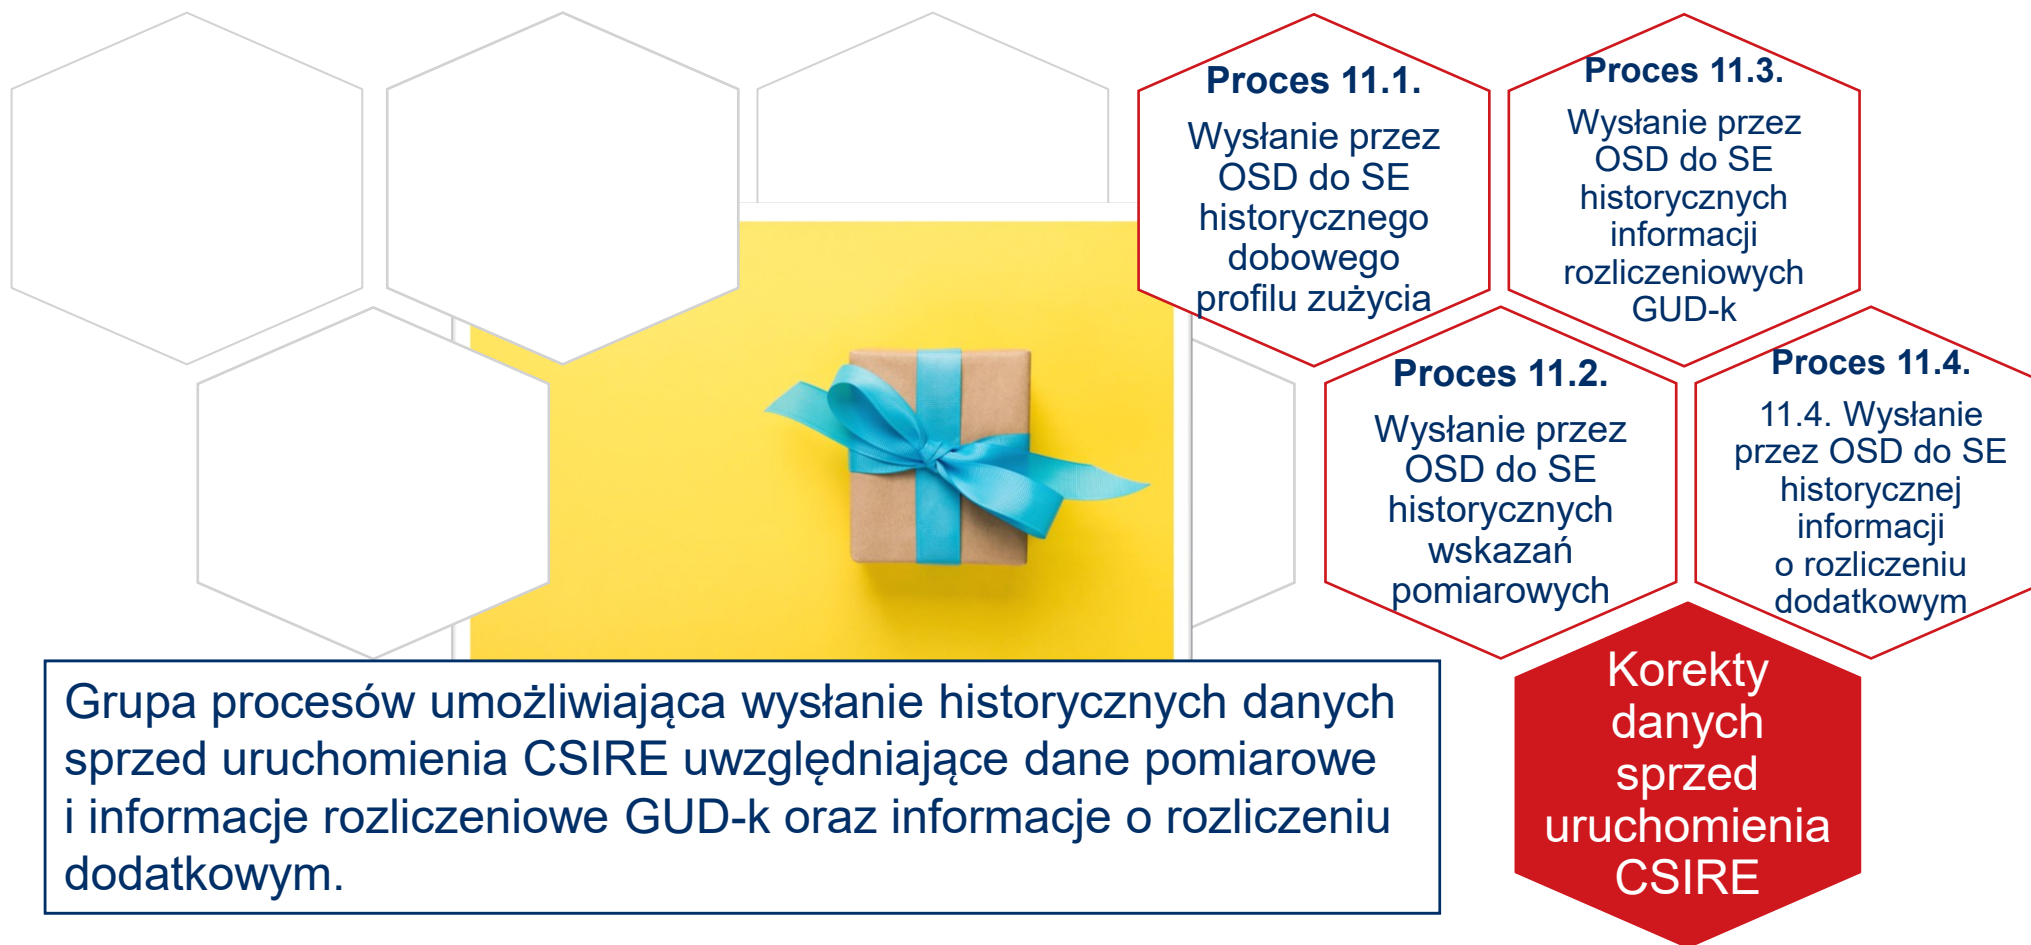 Proces 11.1.
Wysłanie przez
OSD do SE
historycznego
dobowego
profilu zużycia
Proces 11.3.
Wysłanie przez
OSD do SE
historycznych
informacji
rozliczeniowych
GUD-k
Proces 11.2.
Wysłanie przez
OSD do SE
historycznych
wskazań
pomiarowych
Proces 11.4.
11.4. Wysłanie
przez OSD do SE
historycznej
informacji
o rozliczeniu
dodatkowym
Grupa procesów umożliwiająca wysłanie historycznych danych
sprzed uruchomienia CSIRE uwzględniające dane pomiarowe
i informacje rozliczeniowe GUD-k oraz informacje o rozliczeniu
dodatkowym.
Korekty
danych
sprzed
uruchomienia
CSIRE